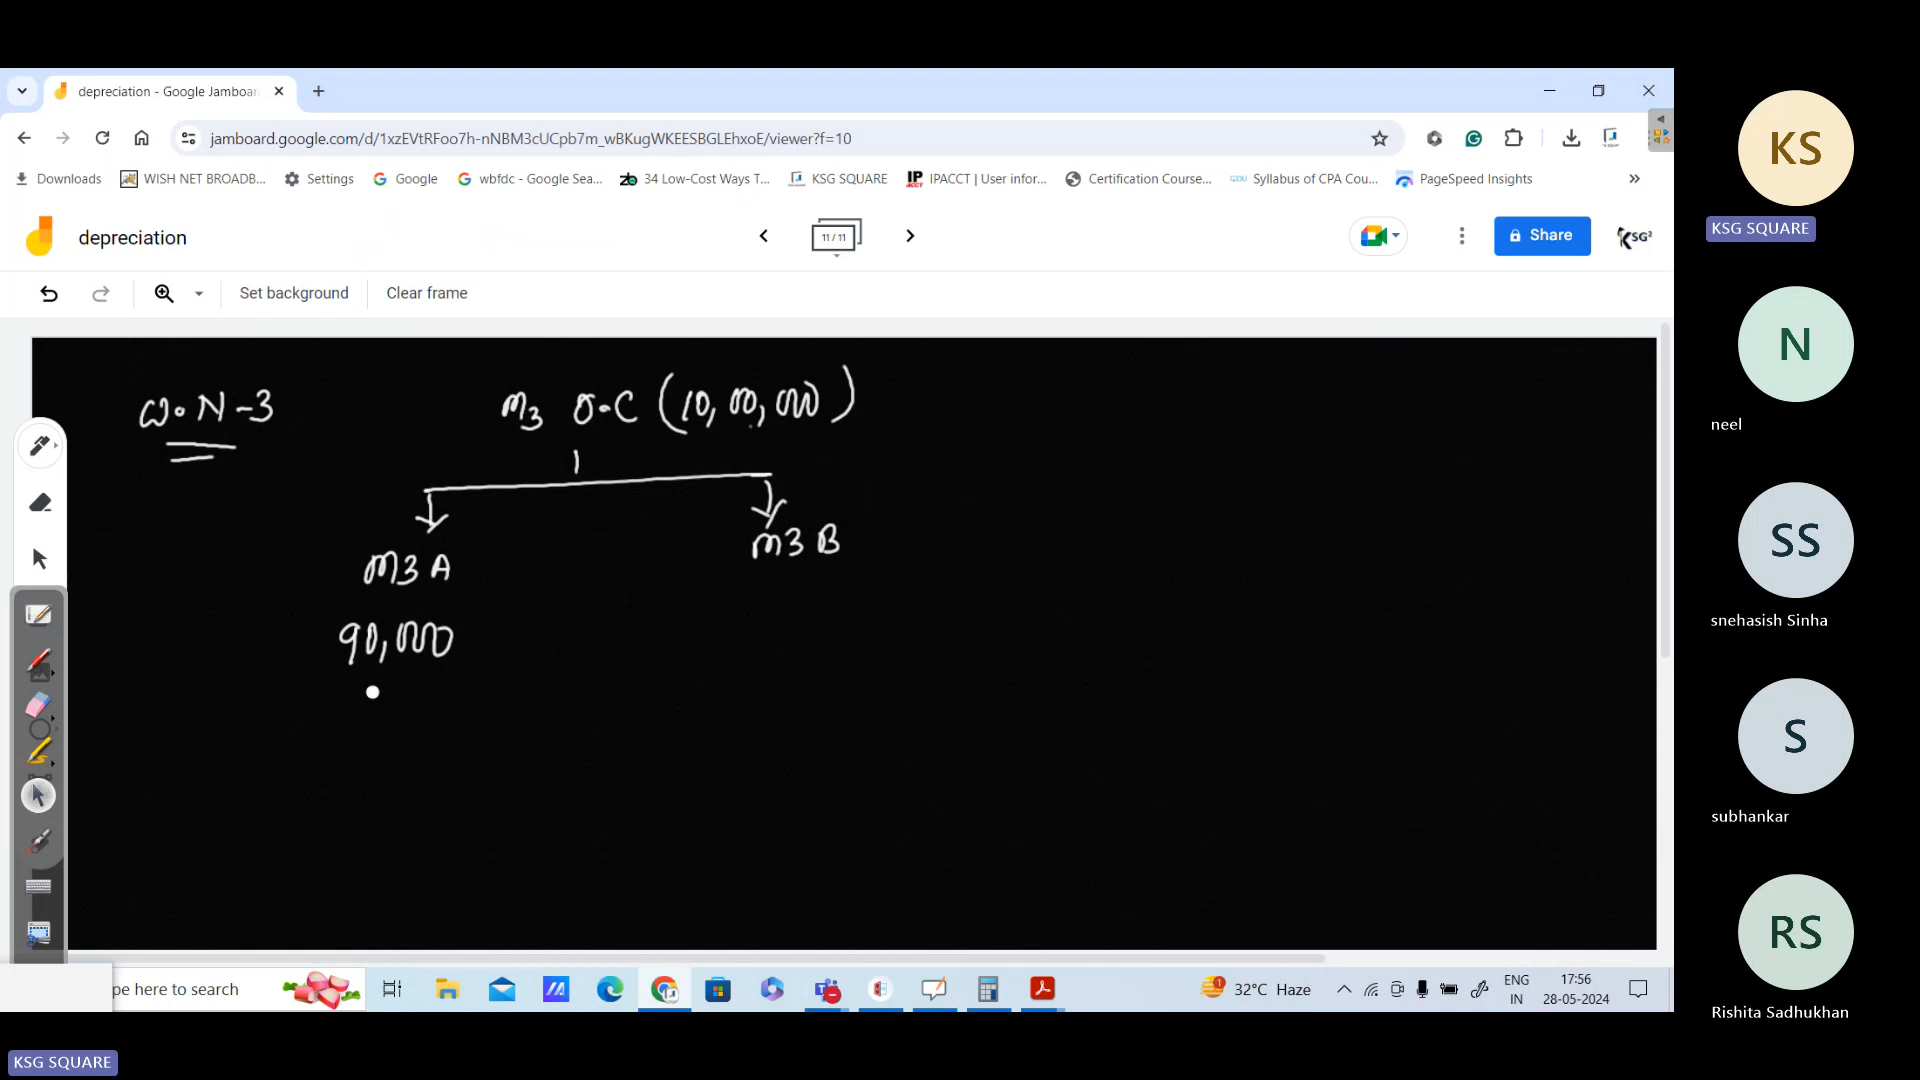 depreciation - Google Jamboar
jamboard.google.com/d/1xzEVtRFoo7h-nNBM3cUCpb7m_wBKugWKEESBGLEhxoE/viewer?f=10
Downloads WISH NET BROADB... Settings Google wbfdc - Google Sea... 34 Low-Cost Ways T... KSG SQUARE IPACCT | User infor... Certification Course... Syllabus of CPA Cou... PageSpeed Insights
depreciation
11 / 11
Share
KSG²
Set background Clear frame
W.N-3 M3 O.C (10,00,000)
M3 A M3 B
90,000
pe here to search
32°C Haze
ENG IN
17:56
28-05-2024
KS
KSG SQUARE
N
neel
SS
snehasish Sinha
S
subhankar
RS
Rishita Sadhukhan
KSG SQUARE